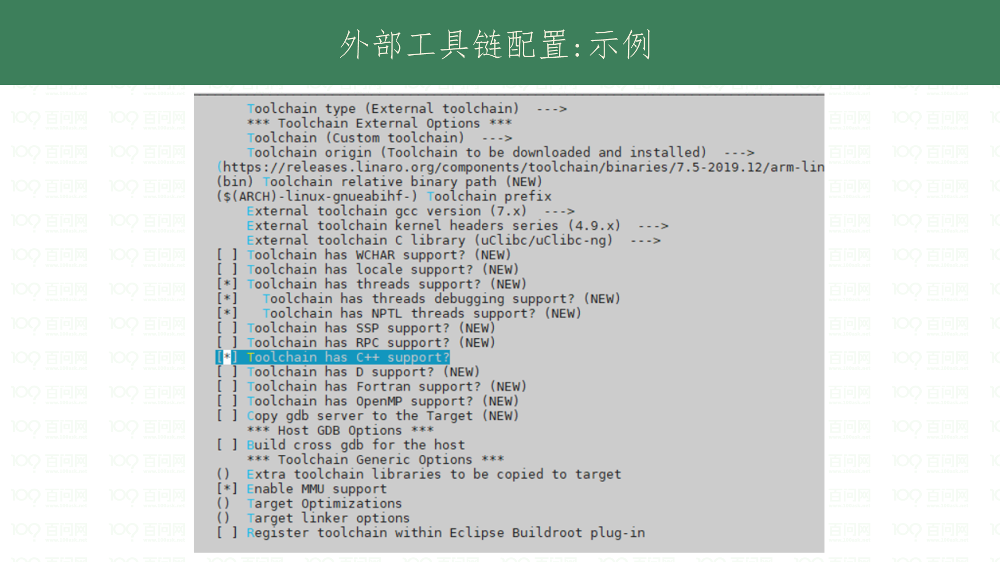 外部工具链配置:示例
Toolchain type (External toolchain)  --->
*** Toolchain External Options ***
Toolchain (Custom toolchain)  --->
Toolchain origin (Toolchain to be downloaded and installed)  --->
(https://releases.linaro.org/components/toolchain/binaries/7.5-2019.12/arm-lin
(bin) Toolchain relative binary path (NEW)
($(ARCH)-linux-gnueabihf-) Toolchain prefix
External toolchain gcc version (7.x)  --->
External toolchain kernel headers series (4.9.x)  --->
External toolchain C library (uClibc/uClibc-ng)  --->
[ ] Toolchain has WCHAR support? (NEW)
[ ] Toolchain has locale support? (NEW)
[*] Toolchain has threads support? (NEW)
[*]   Toolchain has threads debugging support? (NEW)
[*]   Toolchain has NPTL threads support? (NEW)
[ ] Toolchain has SSP support? (NEW)
[ ] Toolchain has RPC support? (NEW)
[*] Toolchain has C++ support?
[ ] Toolchain has D support? (NEW)
[ ] Toolchain has Fortran support? (NEW)
[ ] Toolchain has OpenMP support? (NEW)
[ ] Copy gdb server to the Target (NEW)
*** Host GDB Options ***
[ ] Build cross gdb for the host
*** Toolchain Generic Options ***
()  Extra toolchain libraries to be copied to target
[*] Enable MMU support
()  Target Optimizations
()  Target linker options
[ ] Register toolchain within Eclipse Buildroot plug-in
百问网
www.100ask.net